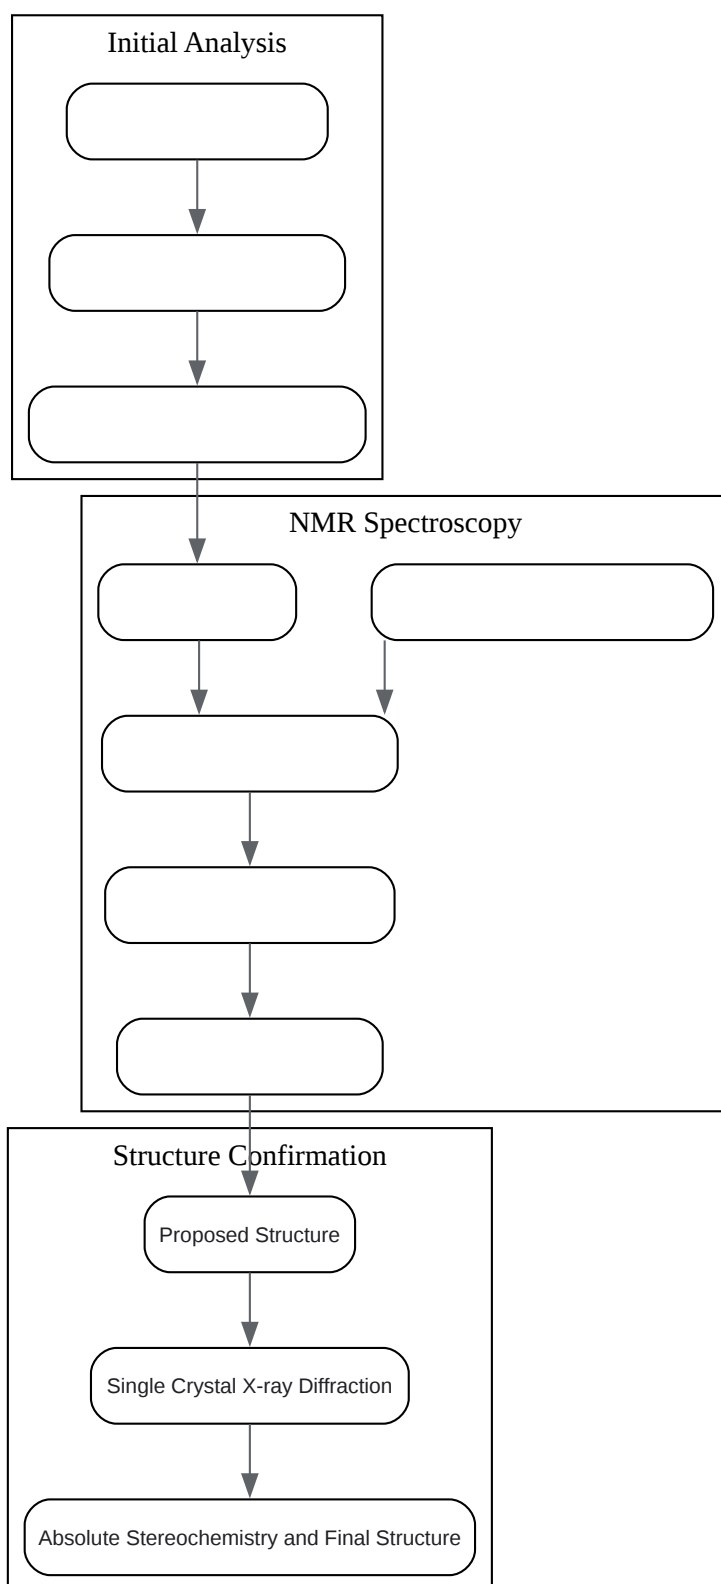 Initial Analysis
NMR Spectroscopy
Structure Confirmation
Proposed Structure
Single Crystal X-ray Diffraction
Absolute Stereochemistry and Final Structure